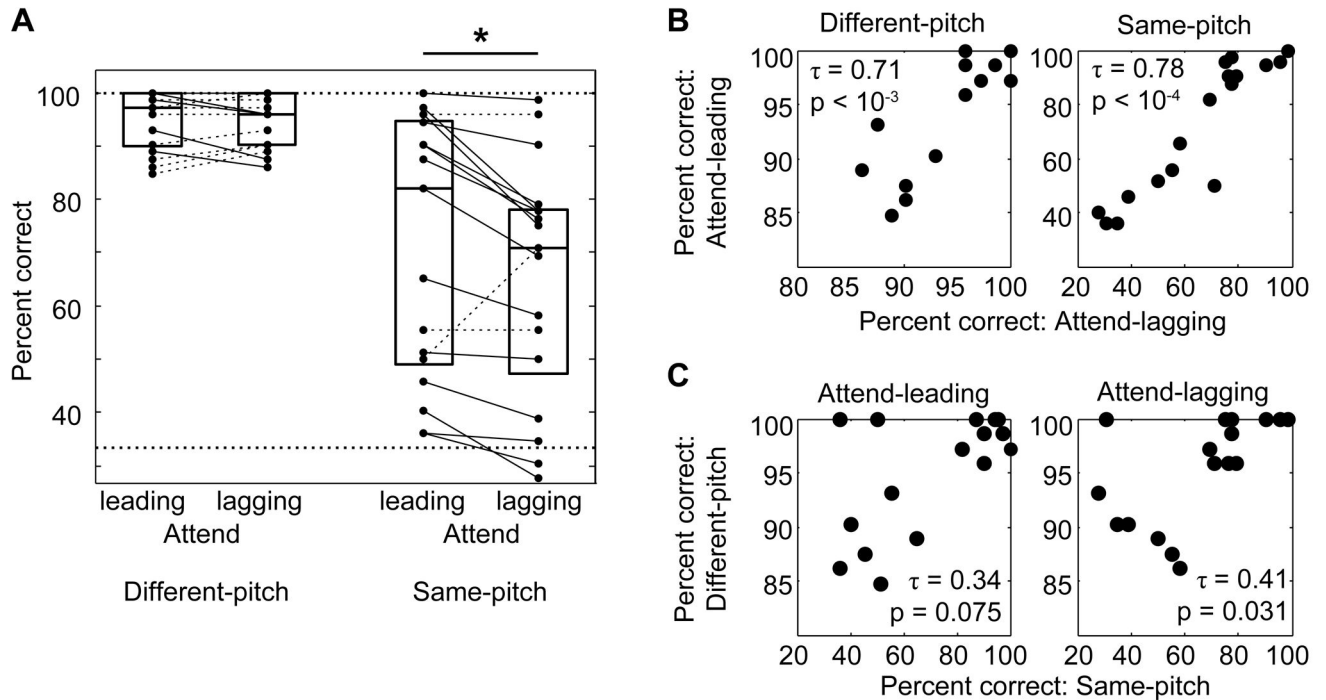 A
*
Percent correct
100
80
60
40
leading lagging leading lagging
Attend Attend
Different-pitch Same-pitch
B
Different-pitch Same-pitch
Percent correct:
Attend-leading
100
95
90
85
τ = 0.71
p < 10⁻³
80 85 90 95 100
100
80
60
40
τ = 0.78
p < 10⁻⁴
20 40 60 80 100
Percent correct: Attend-lagging
C
Attend-leading Attend-lagging
Percent correct:
Different-pitch
100
95
90
85
τ = 0.34
p = 0.075
20 40 60 80 100
100
95
90
85
τ = 0.41
p = 0.031
20 40 60 80 100
Percent correct: Same-pitch